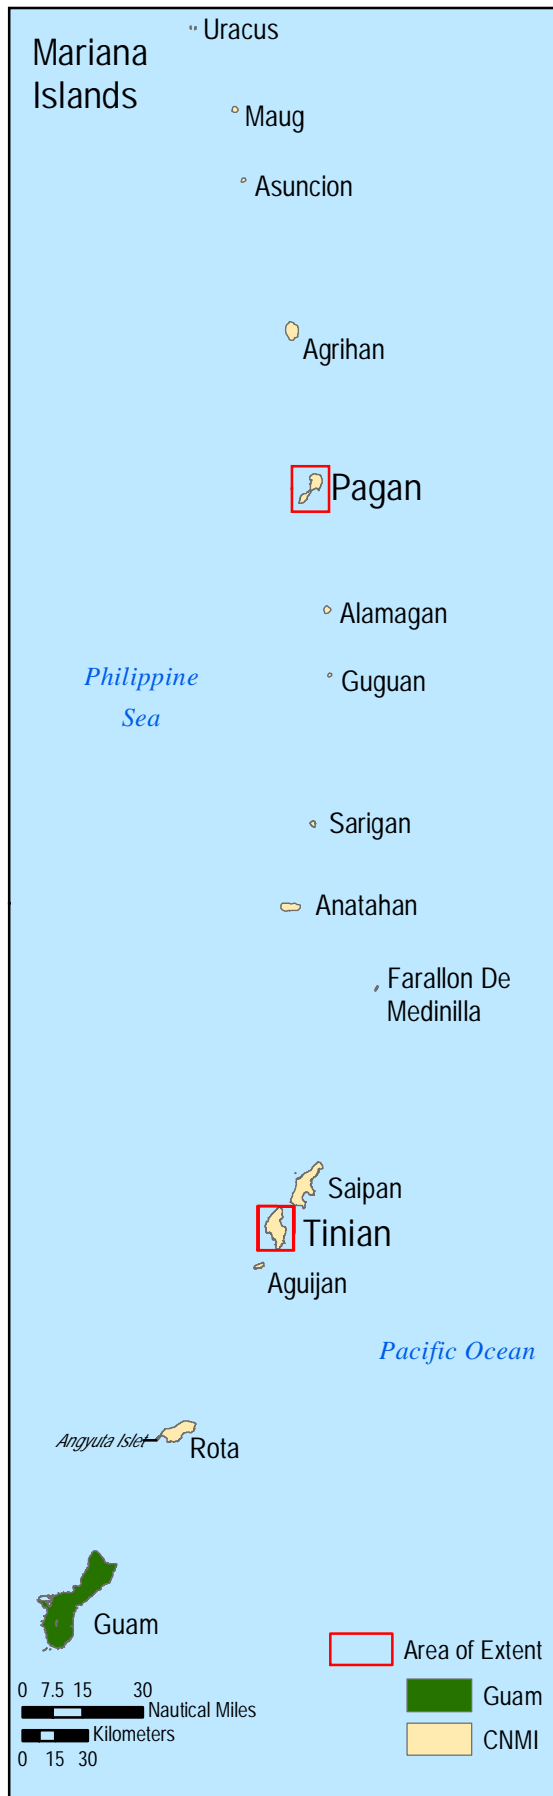 Uracus
Mariana
Islands
Maug
Asuncion
Agrihan
Pagan
Alamagan
Philippine
Sea
Guguan
Sarigan
Anatahan
Farallon De
Medinilla
Saipan
Tinian
Aguijan
Pacific Ocean
Angyuta Islet
Rota
Guam
Area of Extent
Guam
CNMI
0 7.5 15 30
Nautical Miles
Kilometers
0 15 30